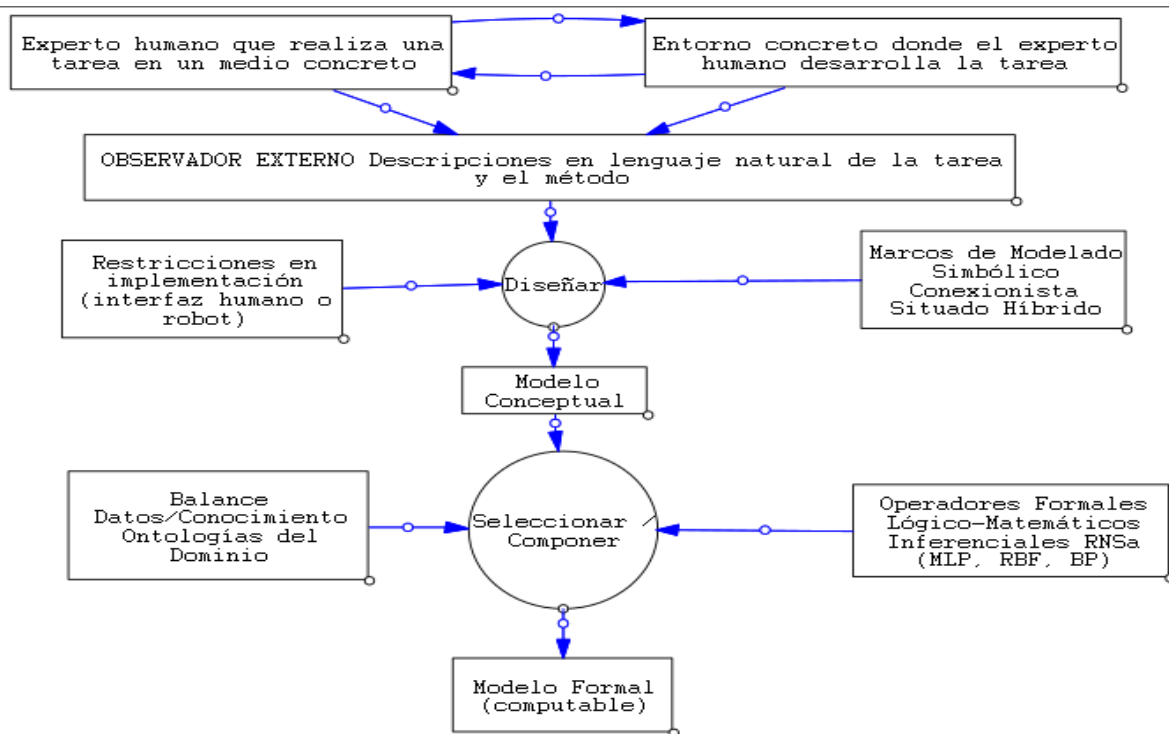 Experto humano que realiza una
tarea en un medio concreto
Entorno concreto donde el experto
humano desarrolla la tarea
OBSERVADOR EXTERNO Descripciones en lenguaje natural de la tarea
y el método
Restricciones en
implementación
(interfaz humano o
robot)
Diseñar
Marcos de Modelado
Simbólico
Conexionista
Situado Híbrido
Modelo
Conceptual
Balance
Datos/Conocimiento
Ontologías del
Dominio
Seleccionar /
Componer
Operadores Formales
Lógico-Matemáticos
Inferenciales RNSa
(MLP, RBF, BP)
Modelo Formal
(computable)